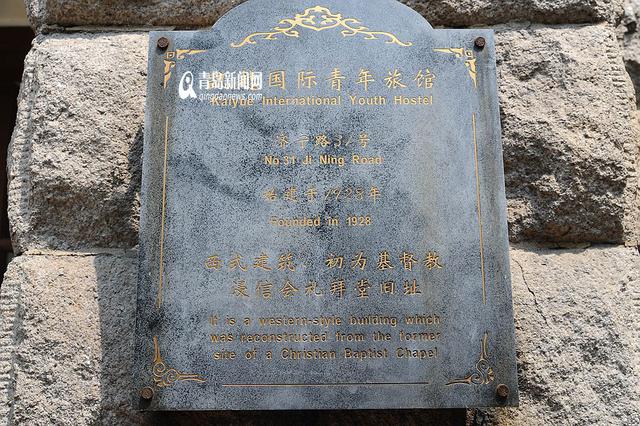 青岛新闻网
qingdaonews.com
国际青年旅馆
Kaiyue International Youth Hostel
济宁路31号
No.31 Ji Ning Road
始建于1928年
Founded in 1928
西式建筑，初为基督教
浸信会礼拜堂旧址
It is a western-style building which
was reconstructed from the former
site of a Christian Baptist Chapel